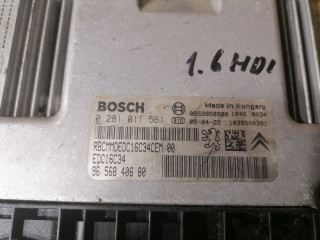 1.6 HDI
BOSCH
Made in Hungary
0 281 011 561
RBCMMDEDC16C34CEM 00
EDC16C34
96 568 406 80